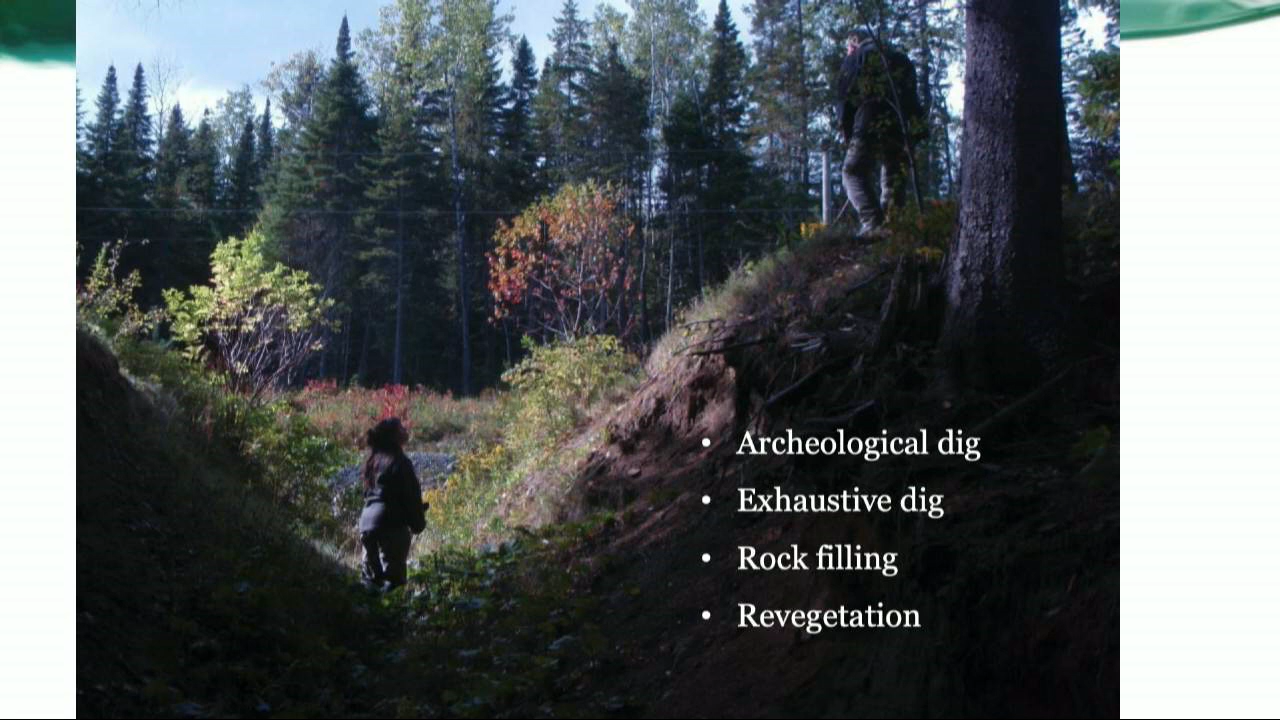 • Archeological dig
• Exhaustive dig
• Rock filling
• Revegetation